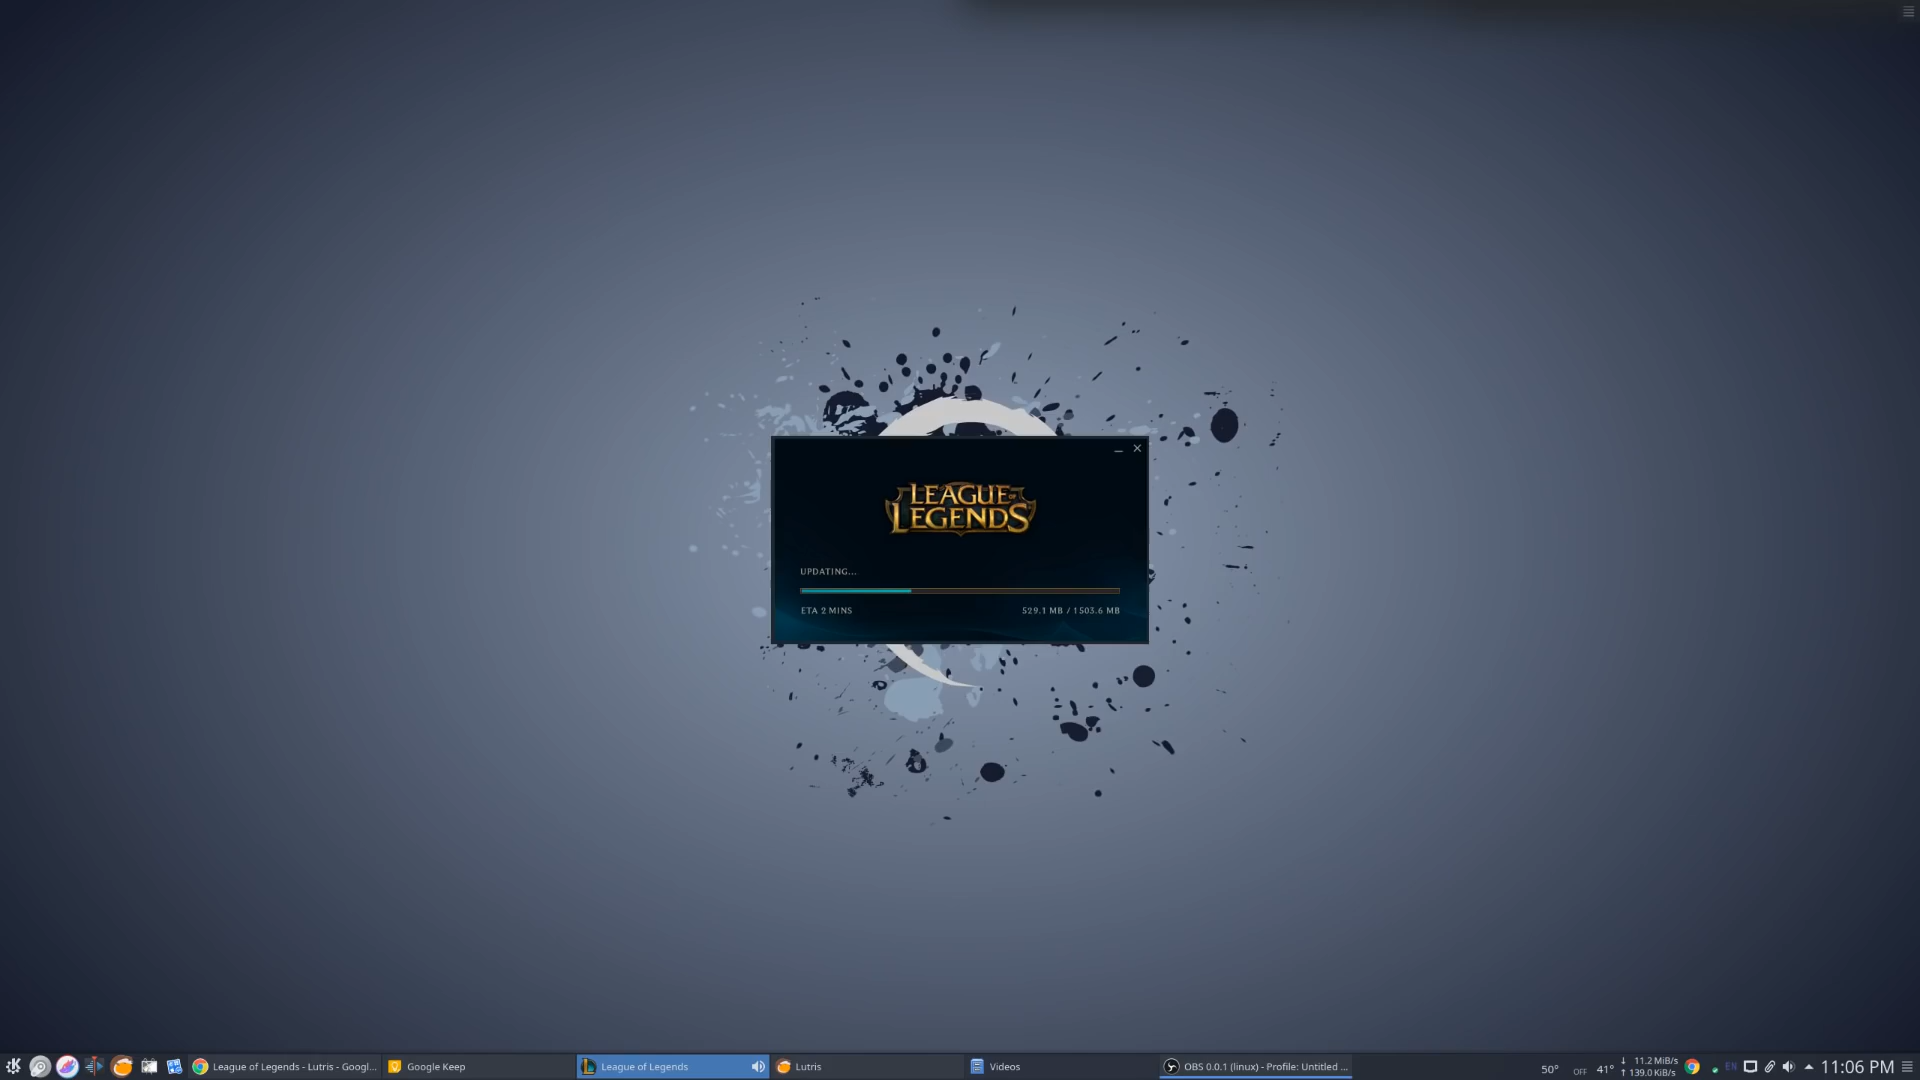 LEAGUE OF
LEGENDS
UPDATING...
ETA 2 MINS
529.1 MB / 1503.6 MB
League of Legends - Lutris - Googl...
Google Keep
League of Legends
Lutris
Videos
OBS 0.0.1 (linux) - Profile: Untitled ...
50°
OFF
41°
↓ 11.2 MiB/s
↑ 139.0 KiB/s
EN
11:06 PM